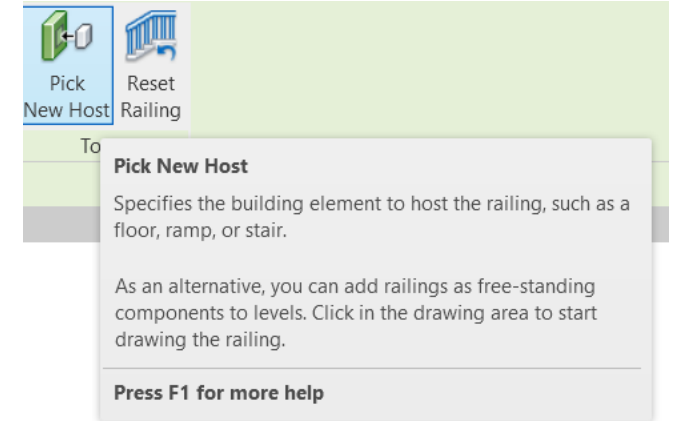 Pick
New Host
Reset
Railing
To
Pick New Host
Specifies the building element to host the railing, such as a
floor, ramp, or stair.
As an alternative, you can add railings as free-standing
components to levels. Click in the drawing area to start
drawing the railing.
Press F1 for more help